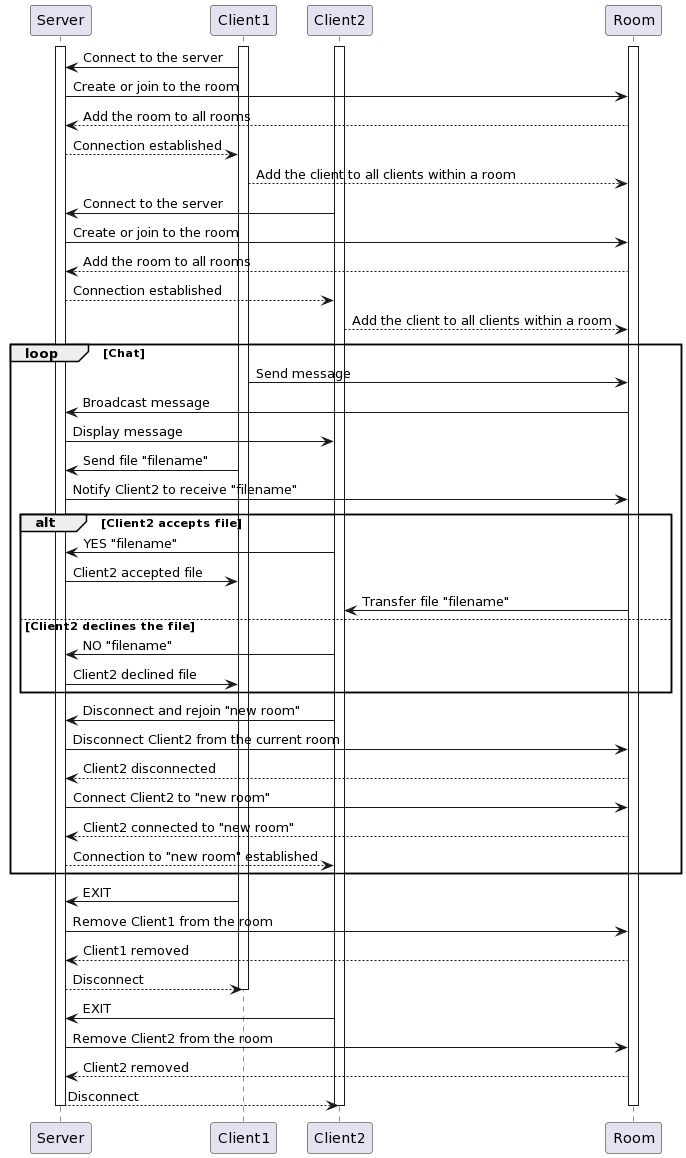 Server Client1 Client2 Room
Connect to the server
Create or join to the room
Add the room to all rooms
Connection established
Add the client to all clients within a room
Connect to the server
Create or join to the room
Add the room to all rooms
Connection established
Add the client to all clients within a room
loop [Chat]
Send message
Broadcast message
Display message
Send file "filename"
Notify Client2 to receive "filename"
alt [Client2 accepts file]
YES "filename"
Client2 accepted file
Transfer file "filename"
[Client2 declines the file]
NO "filename"
Client2 declined file
Disconnect and rejoin "new room"
Disconnect Client2 from the current room
Client2 disconnected
Connect Client2 to "new room"
Client2 connected to "new room"
Connection to "new room" established
EXIT
Remove Client1 from the room
Client1 removed
Disconnect
EXIT
Remove Client2 from the room
Client2 removed
Disconnect
Server Client1 Client2 Room